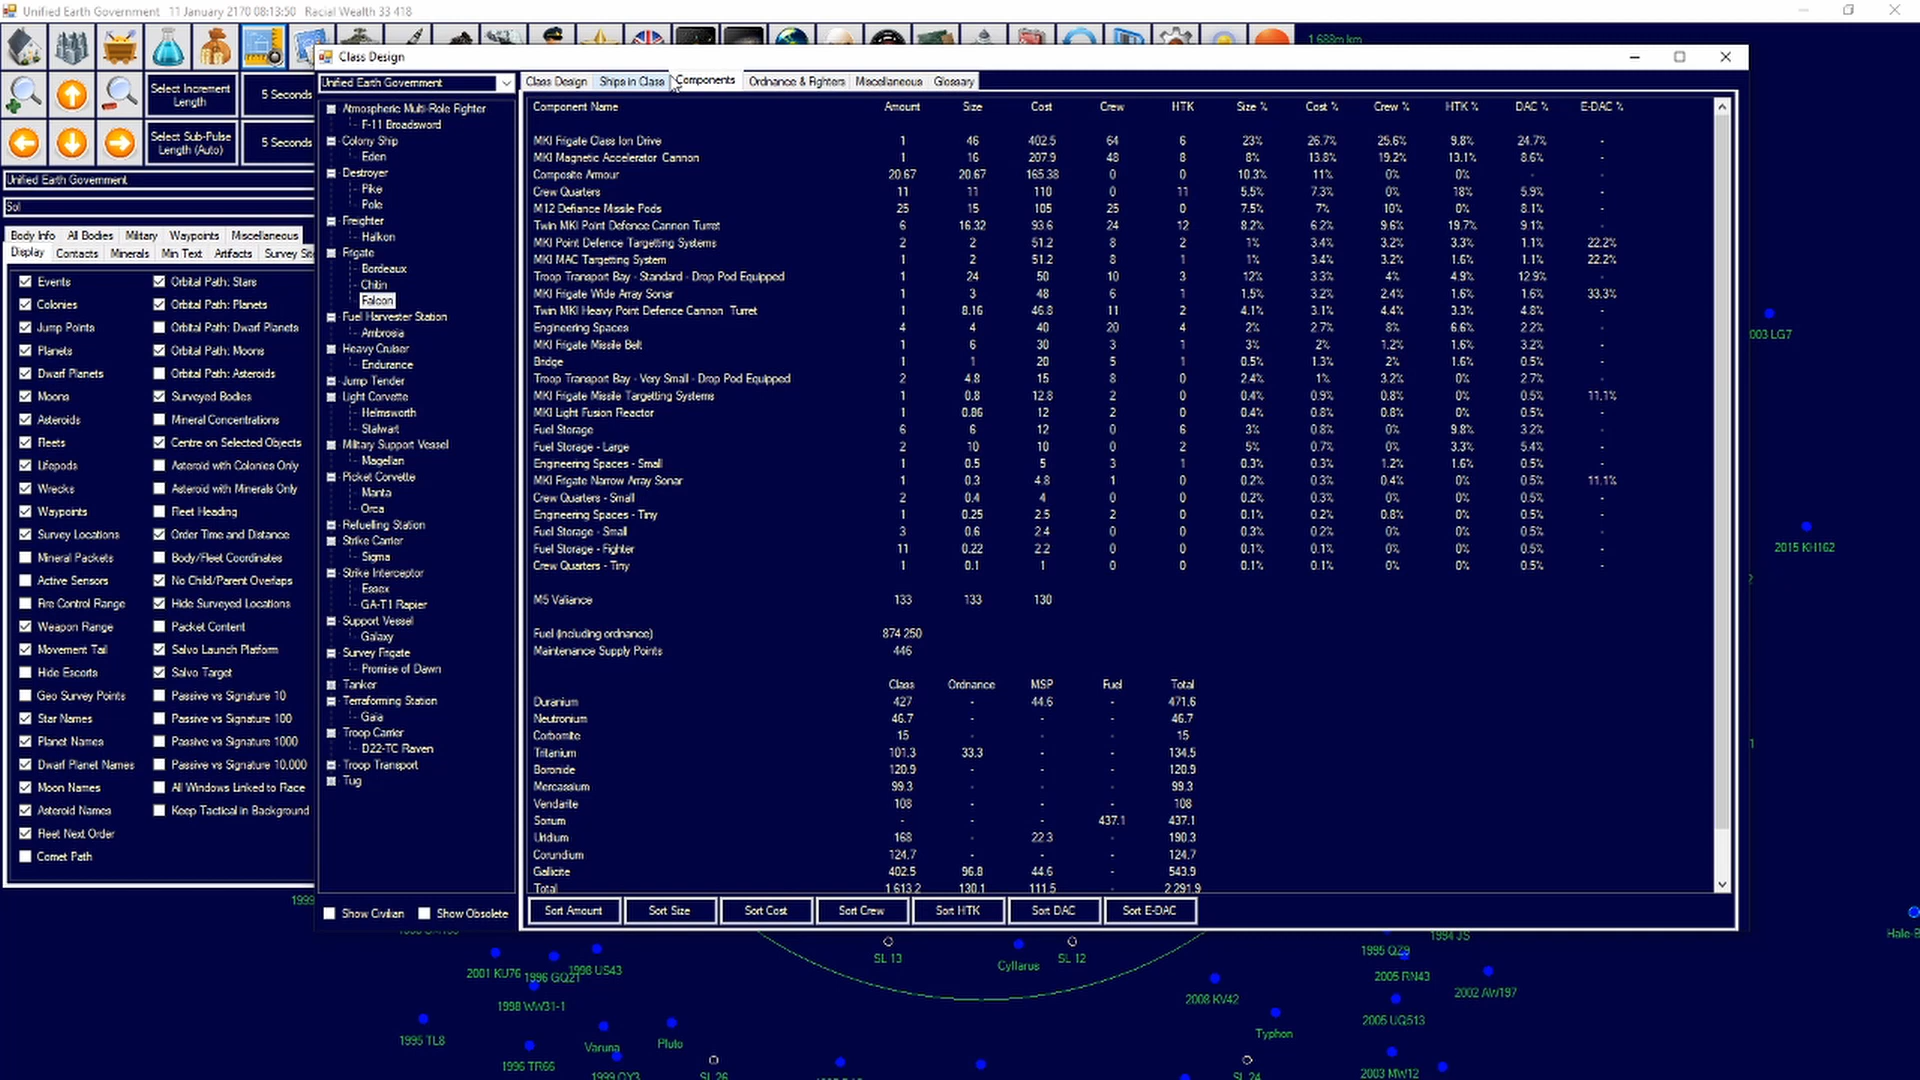 Unified Earth Government   11 January 2170 08:13:50   Racial Wealth 33 418
1.688m km
Class Design
Select Increment Length
5 Seconds
Select Sub-Pulse Length (Auto)
5 Seconds
Unified Earth Government
Sol
Body Info All Bodies Military Waypoints Miscellaneous
Display Contacts Minerals Min Text Artifacts Survey Sit
Events Orbital Path: Stars
Colonies Orbital Path: Planets
Jump Points Orbital Path: Dwarf Planets
Planets Orbital Path: Moons
Dwarf Planets Orbital Path: Asteroids
Moons Surveyed Bodies
Asteroids Mineral Concentrations
Fleets Centre on Selected Objects
Lifepods Asteroid with Colonies Only
Wrecks Asteroid with Minerals Only
Waypoints Fleet Heading
Survey Locations Order Time and Distance
Mineral Packets Body/Fleet Coordinates
Active Sensors No Child/Parent Overlaps
Fire Control Range Hide Surveyed Locations
Weapon Range Packet Content
Movement Tail Salvo Launch Platform
Hide Escorts Salvo Target
Geo Survey Points Passive vs Signature 10
Star Names Passive vs Signature 100
Planet Names Passive vs Signature 1000
Dwarf Planet Names Passive vs Signature 10,000
Moon Names All Windows Linked to Race
Asteroid Names Keep Tactical in Background
Fleet Next Order
Comet Path
Unified Earth Government
Atmospheric Multi-Role Fighter
F-11 Broadsword
Colony Ship
Eden
Destroyer
Pike
Pole
Freighter
Halkon
Frigate
Bordeaux
Chitin
Falcon
Fuel Harvester Station
Ambrosia
Heavy Cruiser
Endurance
Jump Tender
Light Corvette
Helmsworth
Stalwart
Military Support Vessel
Magellan
Picket Corvette
Manta
Orca
Refuelling Station
Strike Carrier
Sigma
Strike Interceptor
Essex
GA-T1 Rapier
Support Vessel
Galaxy
Survey Frigate
Promise of Dawn
Tanker
Terraforming Station
Gaia
Troop Carrier
D22-TC Raven
Troop Transport
Tug
Show Civilian Show Obsolete
Class Design Ships in Class Components Ordnance & Fighters Miscellaneous Glossary
Component Name Amount Size Cost Crew HTK Size % Cost % Crew % HTK % DAC % E-DAC %
MKI Frigate Class Ion Drive 1 46 402.5 64 6 23% 26.7% 25.6% 9.8% 24.7% -
MKI Magnetic Accelerator Cannon 1 16 207.9 48 8 8% 13.8% 19.2% 13.1% 8.6% -
Composite Armour 20.67 20.67 165.38 0 0 10.3% 11% 0% 0% - -
Crew Quarters 11 11 110 0 11 5.5% 7.3% 0% 18% 5.9% -
M12 Defiance Missile Pods 25 15 105 25 0 7.5% 7% 10% 0% 8.1% -
Twin MKI Point Defence Cannon Turret 6 16.32 93.6 24 12 8.2% 6.2% 9.6% 19.7% 9.1% -
MKI Point Defence Targetting Systems 2 2 51.2 8 2 1% 3.4% 3.2% 3.3% 1.1% 22.2%
MKI MAC Targetting System 1 2 51.2 8 1 1% 3.4% 3.2% 1.6% 1.1% 22.2%
Troop Transport Bay - Standard - Drop Pod Equipped 1 24 50 10 3 12% 3.3% 4% 4.9% 12.9% -
MKI Frigate Wide Array Sonar 1 3 48 6 1 1.5% 3.2% 2.4% 1.6% 1.6% 33.3%
Twin MKI Heavy Point Defence Cannon  Turret 1 8.16 46.8 11 2 4.1% 3.1% 4.4% 3.3% 4.8% -
Engineering Spaces 4 4 40 20 4 2% 2.7% 8% 6.6% 2.2% -
MKI Frigate Missile Belt 1 6 30 3 1 3% 2% 1.2% 1.6% 3.2% -
Bridge 1 1 20 5 1 0.5% 1.3% 2% 1.6% 0.5% -
Troop Transport Bay - Very Small - Drop Pod Equipped 2 4.8 15 8 0 2.4% 1% 3.2% 0% 2.7% -
MKI Frigate Missile Targetting Systems 1 0.8 12.8 2 0 0.4% 0.9% 0.8% 0% 0.5% 11.1%
MKI Light Fusion Reactor 1 0.86 12 2 0 0.4% 0.8% 0.8% 0% 0.5% -
Fuel Storage 6 6 12 0 6 3% 0.8% 0% 9.8% 3.2% -
Fuel Storage - Large 2 10 10 0 2 5% 0.7% 0% 3.3% 5.4% -
Engineering Spaces - Small 1 0.5 5 3 1 0.3% 0.3% 1.2% 1.6% 0.5% -
MKI Frigate Narrow Array Sonar 1 0.3 4.8 1 0 0.2% 0.3% 0.4% 0% 0.5% 11.1%
Crew Quarters - Small 2 0.4 4 0 0 0.2% 0.3% 0% 0% 0.5% -
Engineering Spaces - Tiny 1 0.25 2.5 2 0 0.1% 0.2% 0.8% 0% 0.5% -
Fuel Storage - Small 3 0.6 2.4 0 0 0.3% 0.2% 0% 0% 0.5% -
Fuel Storage - Fighter 11 0.22 2.2 0 0 0.1% 0.1% 0% 0% 0.5% -
Crew Quarters - Tiny 1 0.1 1 0 0 0.1% 0.1% 0% 0% 0.5% -
M5 Valiance 133 133 130
Fuel (including ordnance) 874 250
Maintenance Supply Points 446
Class Ordnance MSP Fuel Total
Duranium 427 - 44.6 - 471.6
Neutronium 46.7 - - - 46.7
Corbomite 15 - - - 15
Tritanium 101.3 33.3 - - 134.5
Boronide 120.9 - - - 120.9
Mercassium 99.3 - - - 99.3
Vendarite 108 - - - 108
Sorium - - - 437.1 437.1
Uridium 168 - 22.3 - 190.3
Corundium 124.7 - - - 124.7
Gallicite 402.5 96.8 44.6 - 543.9
Total 1 613.2 130.1 111.5 - 2 291.9
Sort Amount Sort Size Sort Cost Sort Crew Sort HTK Sort DAC Sort E-DAC
003 LG7
2015 KH162
Hale-B
1999
SL 13
Cyllarus
SL 12
1995 QZ9
1994 JS
2001 KU76
1996 GQ21
1998 US43
2005 RN43
2002 AW197
1998 WW31-1
2008 KV42
2005 UQ513
1995 TL8
Varuna
Pluto
Typhon
1996 TR66
1999 OY3
SL 26
SL 24
2003 MW12